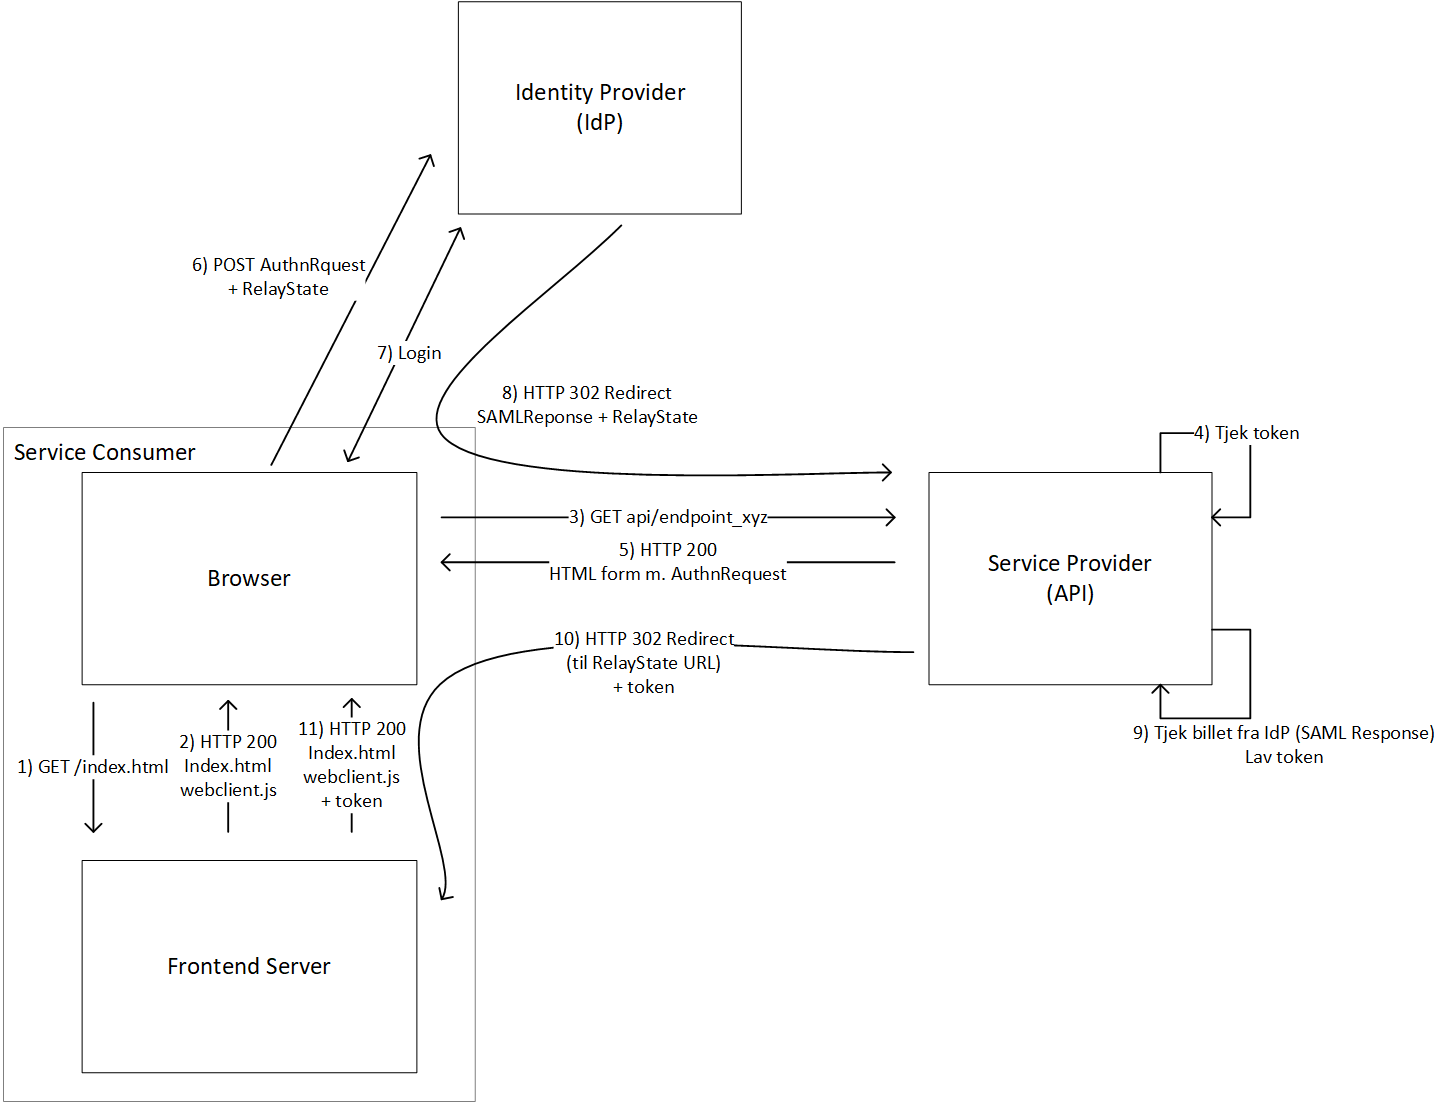 Identity Provider
(IdP)
6) POST AuthnRquest
+ RelayState
7) Login
8) HTTP 302 Redirect
SAMLReponse + RelayState
Service Consumer
4) Tjek token
3) GET api/endpoint_xyz
5) HTTP 200
HTML form m. AuthnRequest
Browser
Service Provider
(API)
10) HTTP 302 Redirect
(til RelayState URL)
+ token
1) GET /index.html
2) HTTP 200
Index.html
webclient.js
11) HTTP 200
Index.html
webclient.js
+ token
9) Tjek billet fra IdP (SAML Response)
Lav token
Frontend Server